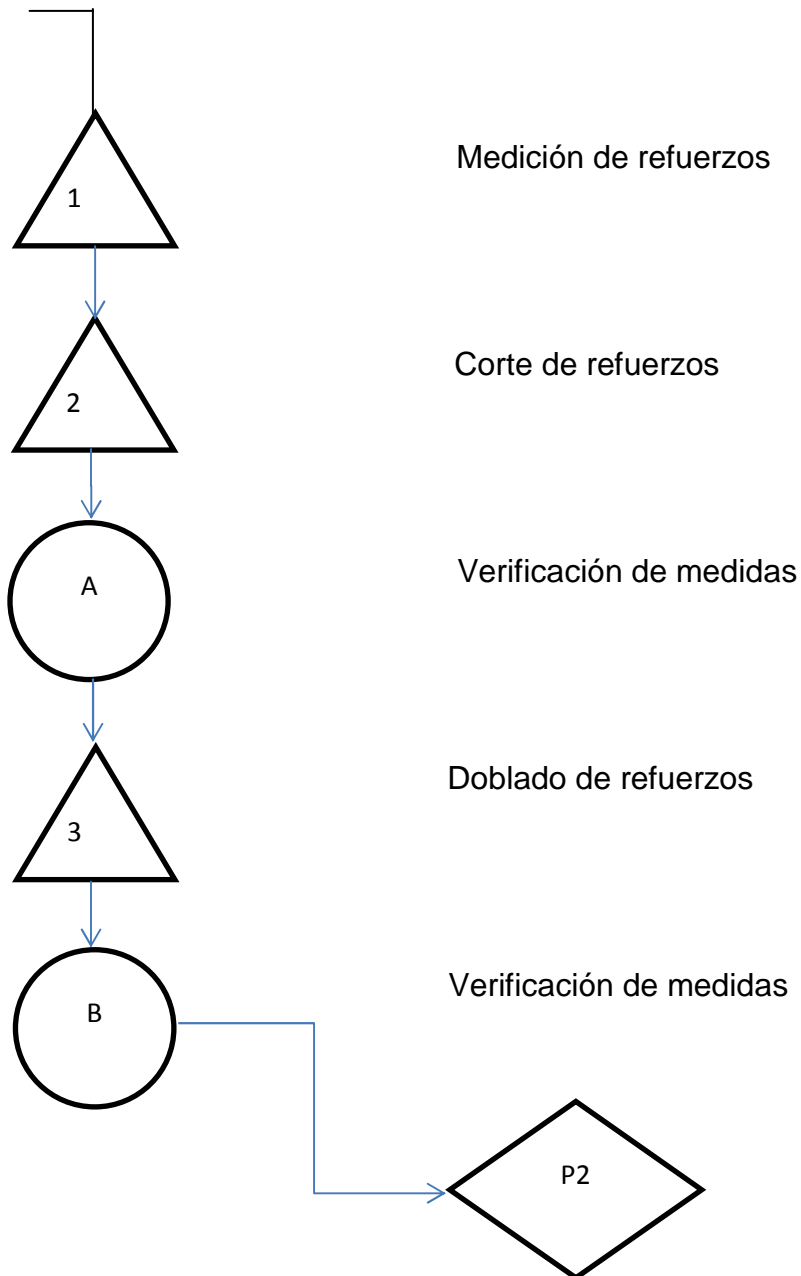 1
Medición de refuerzos
2
Corte de refuerzos
A
Verificación de medidas
3
Doblado de refuerzos
B
Verificación de medidas
P2